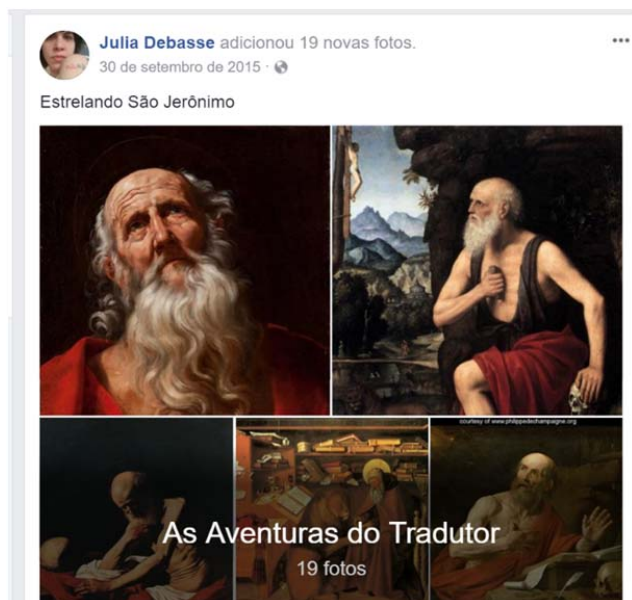 Julia Debasse adicionou 19 novas fotos.
30 de setembro de 2015 ·
Estrelando São Jerônimo
courtesy of www.philippedechampaigne.org
As Aventuras do Tradutor
19 fotos